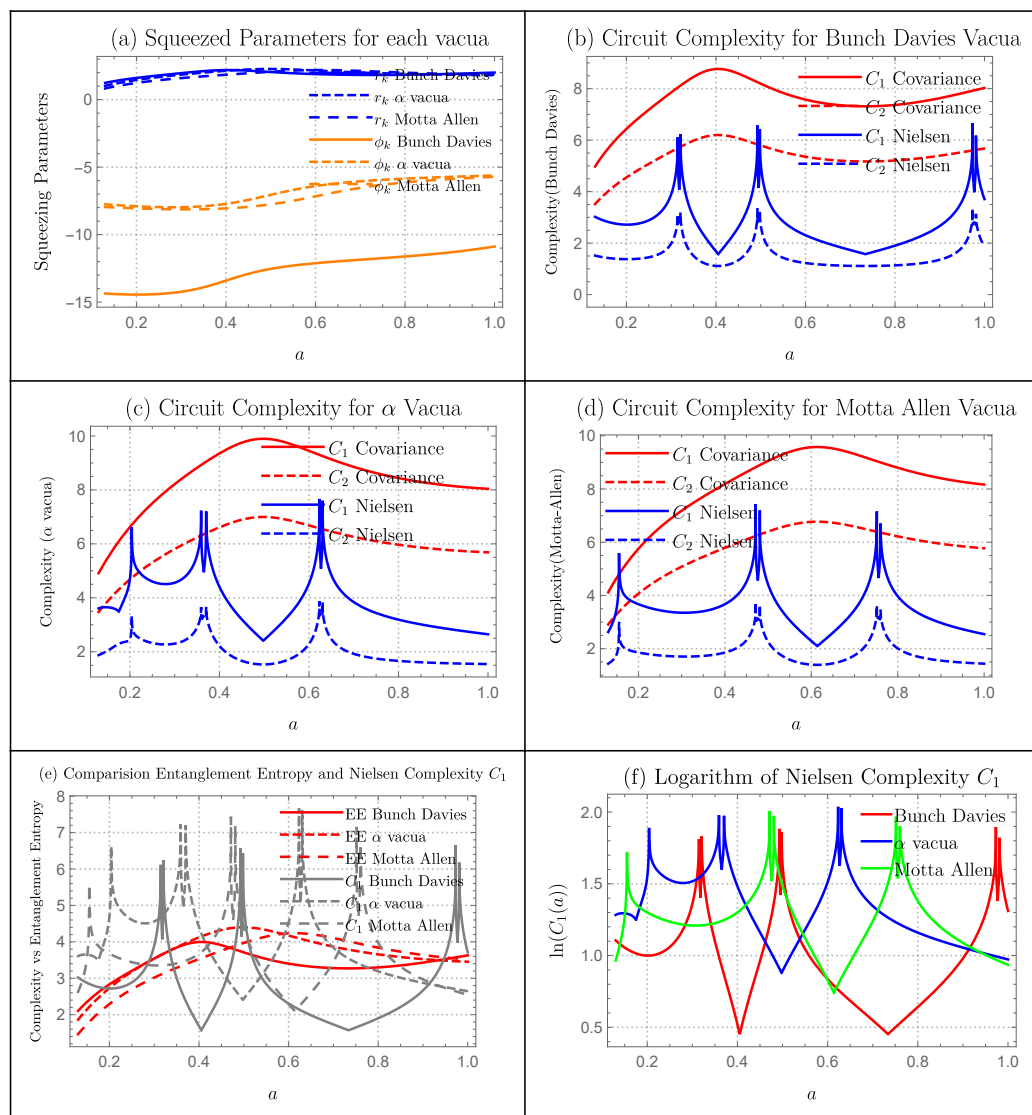 (a) Squeezed Parameters for each vacua
Squeezing Parameters
0
−5
−10
−15
0.2 0.4 0.6 0.8 1.0
a
r_k Bunch Davies
r_k α vacua
r_k Motta Allen
ϕ_k Bunch Davies
ϕ_k α vacua
ϕ_k Motta Allen
(b) Circuit Complexity for Bunch Davies Vacua
Complexity(Bunch Davies)
8
6
4
2
0
0.2 0.4 0.6 0.8 1.0
a
C_1 Covariance
C_2 Covariance
C_1 Nielsen
C_2 Nielsen
(c) Circuit Complexity for α Vacua
Complexity (α vacua)
10
8
6
4
2
0.2 0.4 0.6 0.8 1.0
a
C_1 Covariance
C_2 Covariance
C_1 Nielsen
C_2 Nielsen
(d) Circuit Complexity for Motta Allen Vacua
Complexity(Motta-Allen)
10
8
6
4
2
0.2 0.4 0.6 0.8 1.0
a
C_1 Covariance
C_2 Covariance
C_1 Nielsen
C_2 Nielsen
(e) Comparision Entanglement Entropy and Nielsen Complexity C_1
Complexity vs Entanglement Entropy
8
7
6
5
4
3
2
0.2 0.4 0.6 0.8 1.0
a
EE Bunch Davies
EE α vacua
EE Motta Allen
C_1 Bunch Davies
C_1 α vacua
C_1 Motta Allen
(f) Logarithm of Nielsen Complexity C_1
ln(C_1(a))
2.0
1.5
1.0
0.5
0.2 0.4 0.6 0.8 1.0
a
Bunch Davies
α vacua
Motta Allen